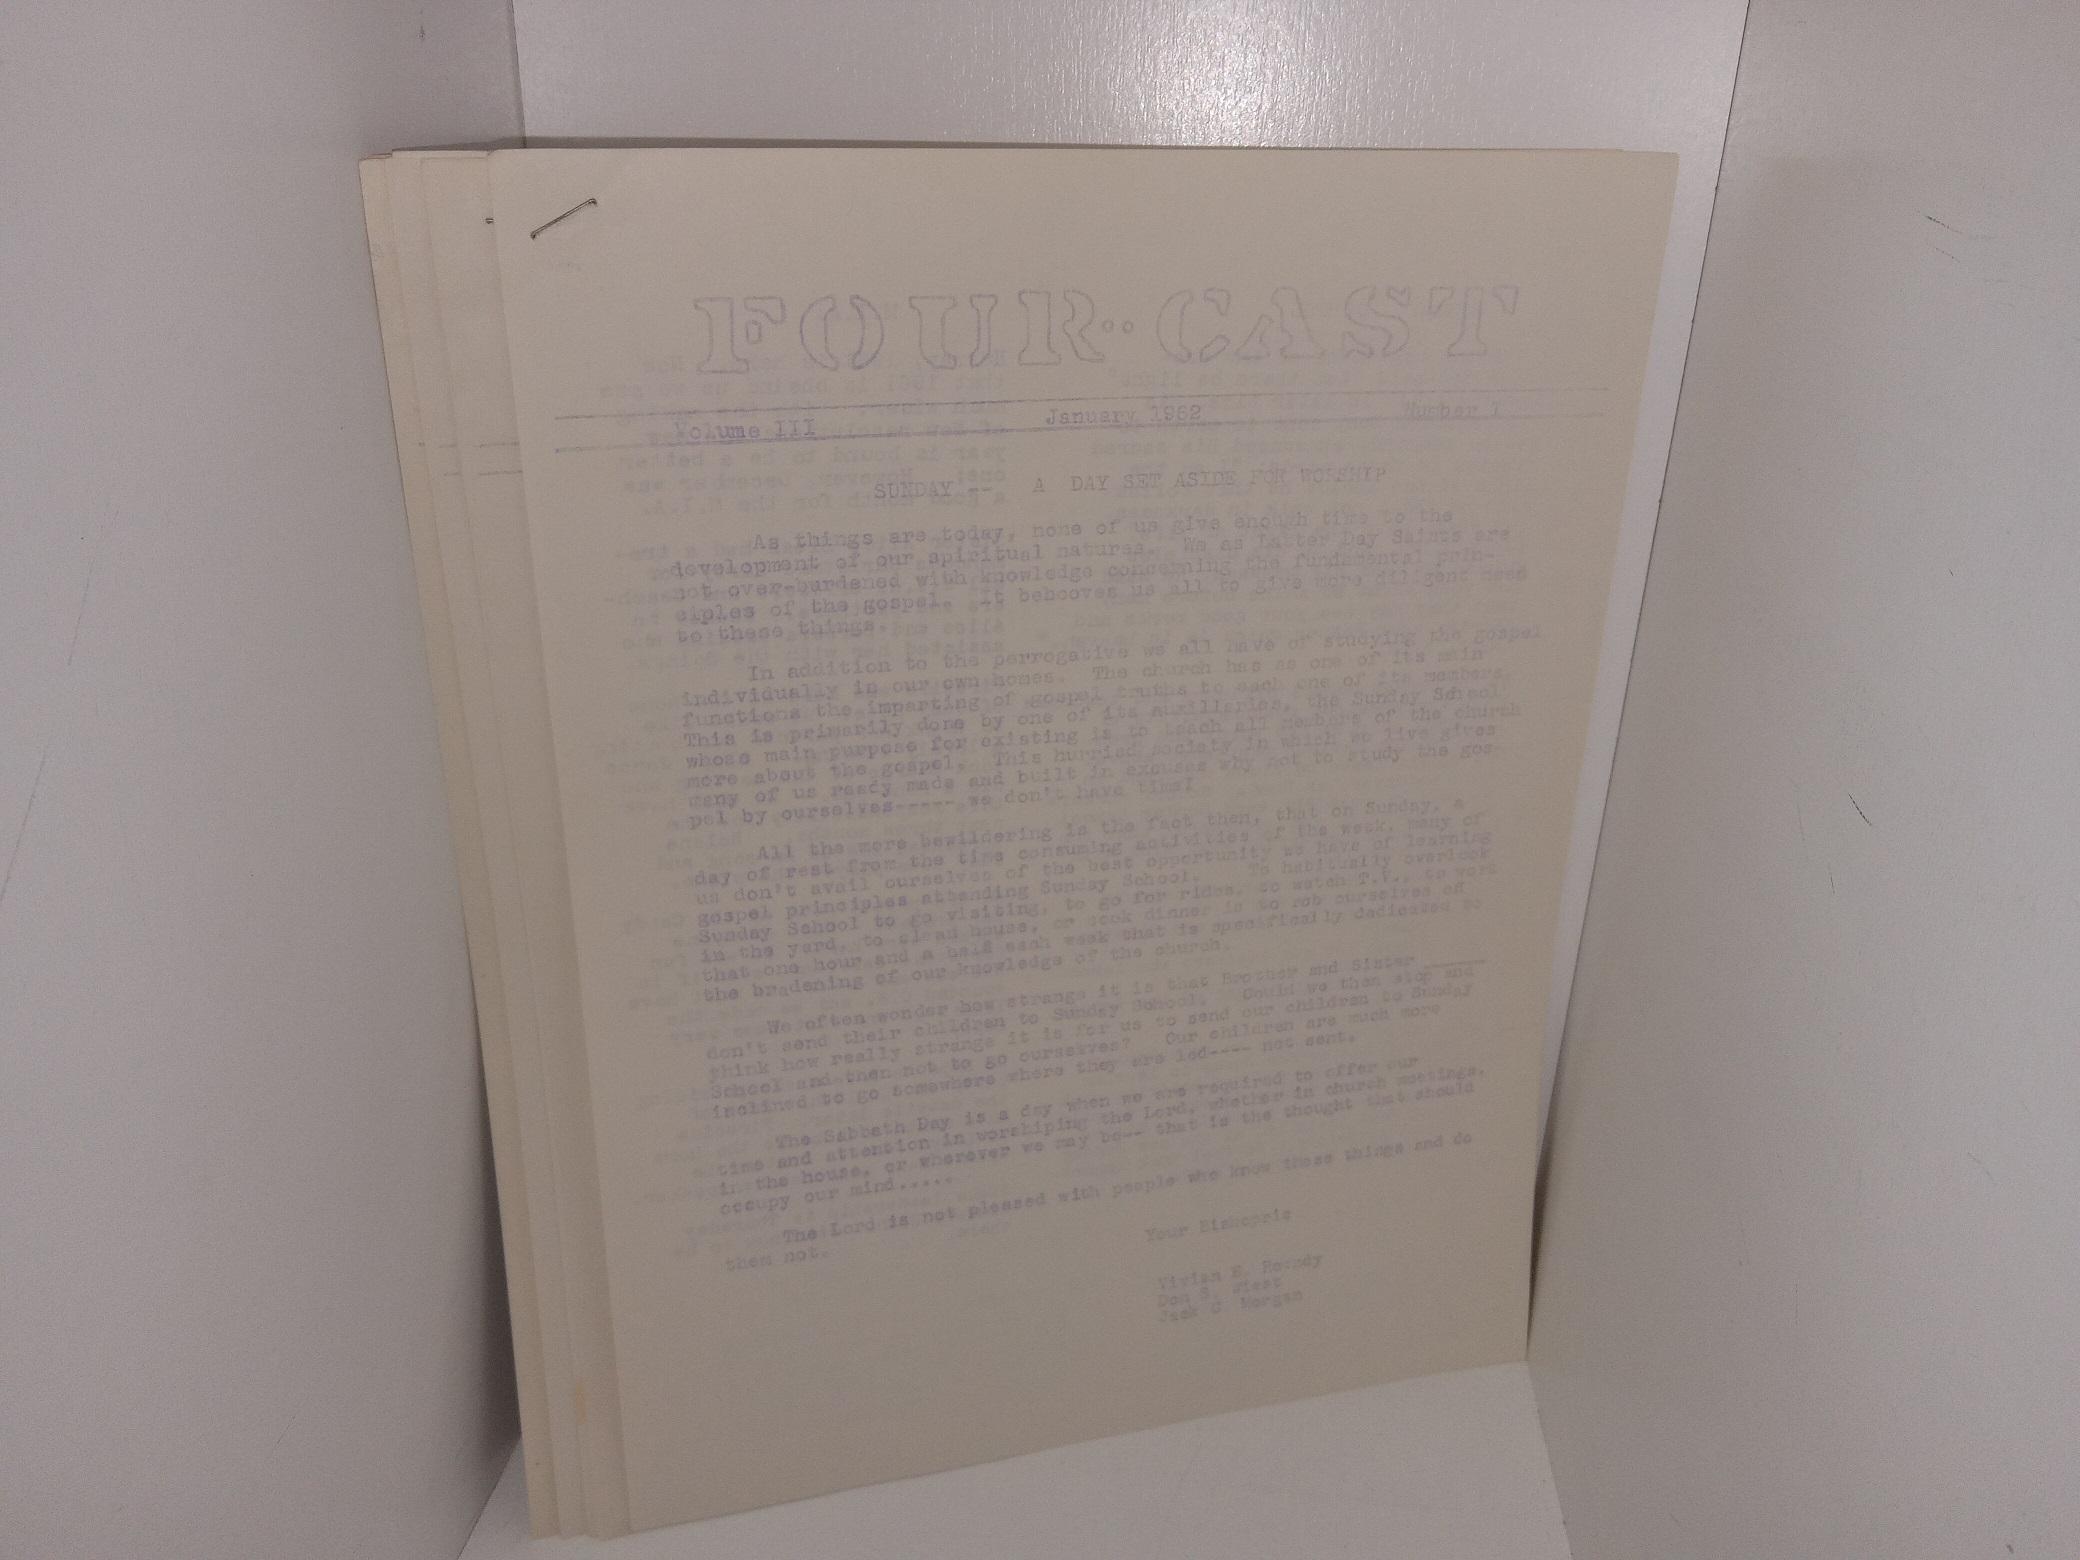 FOUR··CAST
Volume III January 1962 Number 1
SUNDAY -- A DAY SET ASIDE FOR WORSHIP
As things are today, none of us give enough time to the
development of our spiritual natures. We as Latter Day Saints are
not over-burdened with knowledge concerning the fundamental prin-
ciples of the gospel. It behooves us all to give more diligent heed
to these things.
In addition to the perrogative we all have of studying the gospel
individually in our own homes. The church has as one of its main
functions the imparting of gospel truths to each one of its members.
This is primarily done by one of its auxiliaries, the Sunday School
whose main purpose for existing is to teach all members of the church
more about the gospel. This hurried society in which we live gives
many of us ready made and built in excuses why not to study the gos-
pel by ourselves----- we don't have time!
All the more bewildering is the fact then, that on Sunday, a
day of rest from the time consuming activities of the week, many of
us don't avail ourselves of the best opportunity we have of learning
gospel principles attending Sunday School. To habitually overlook
Sunday School to go visiting, to go for rides, to watch T.V., to work
in the yard, to clean house, or cook dinner is to rob ourselves of
that one hour and a half each week that is specifically dedicated to
the bradening of our knowledge of the church.
We often wonder how strange it is that Brother and Sister ______
don't send their children to Sunday School. Could we then stop and
think how really strange it is for us to send our children to Sunday
School and then not to go ourselves? Our children are much more
inclined to go somewhere where they are led---- not sent.
The Sabbath Day is a day when we are required to offer our
time and attention in worshiping the Lord, whether in church meetings,
in the house, or wherever we may be-- that is the thought that should
occupy our mind.....
The Lord is not pleased with people who know these things and do
them not.
Your Bishopric
Vivian E. Roundy
Don S. Wiest
Jack C Morgan